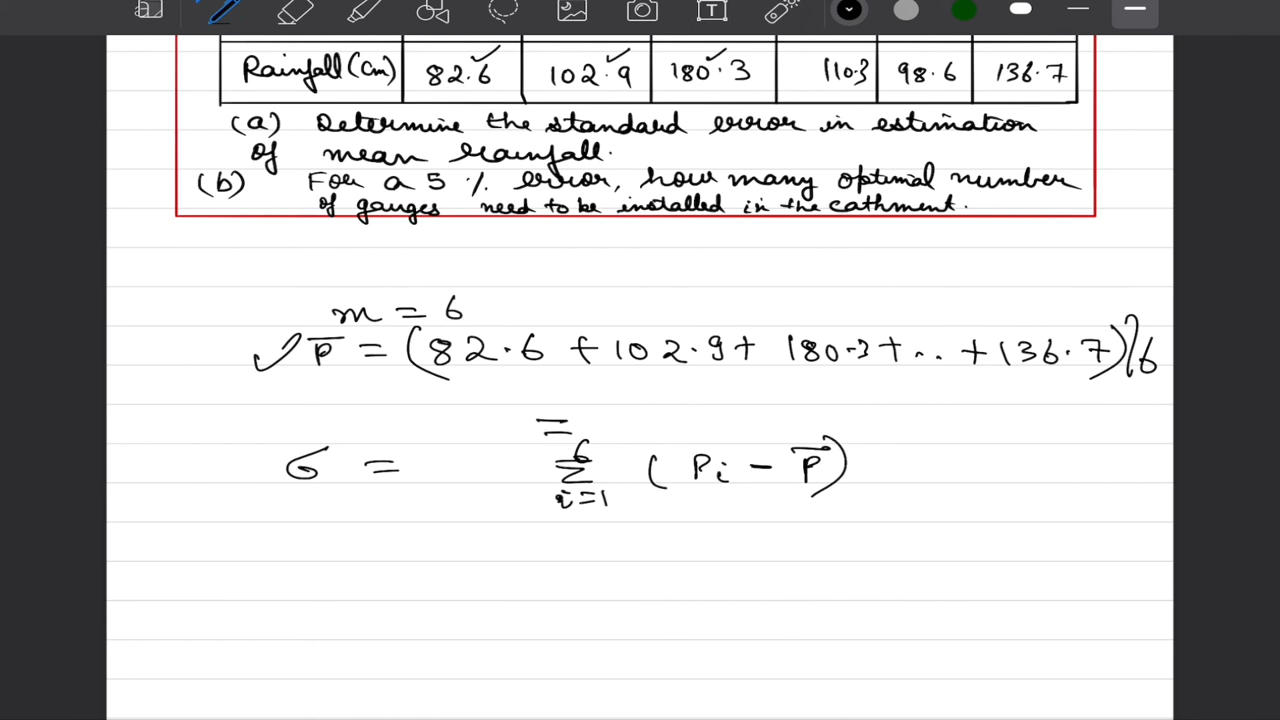 Rainfall(Cm) 82.6 102.9 180.3 110.3 98.6 136.7
(a) Determine the standard error in estimation
of mean rainfall.
(b) For a 5 % error, how many optimal number
of gauges need to be installed in the cathment.
m = 6
P̅ = (82.6 + 102.9 + 180.3 + .. + 136.7)/6
=
σ = 6 Σ i=1 (Pi - P̅)